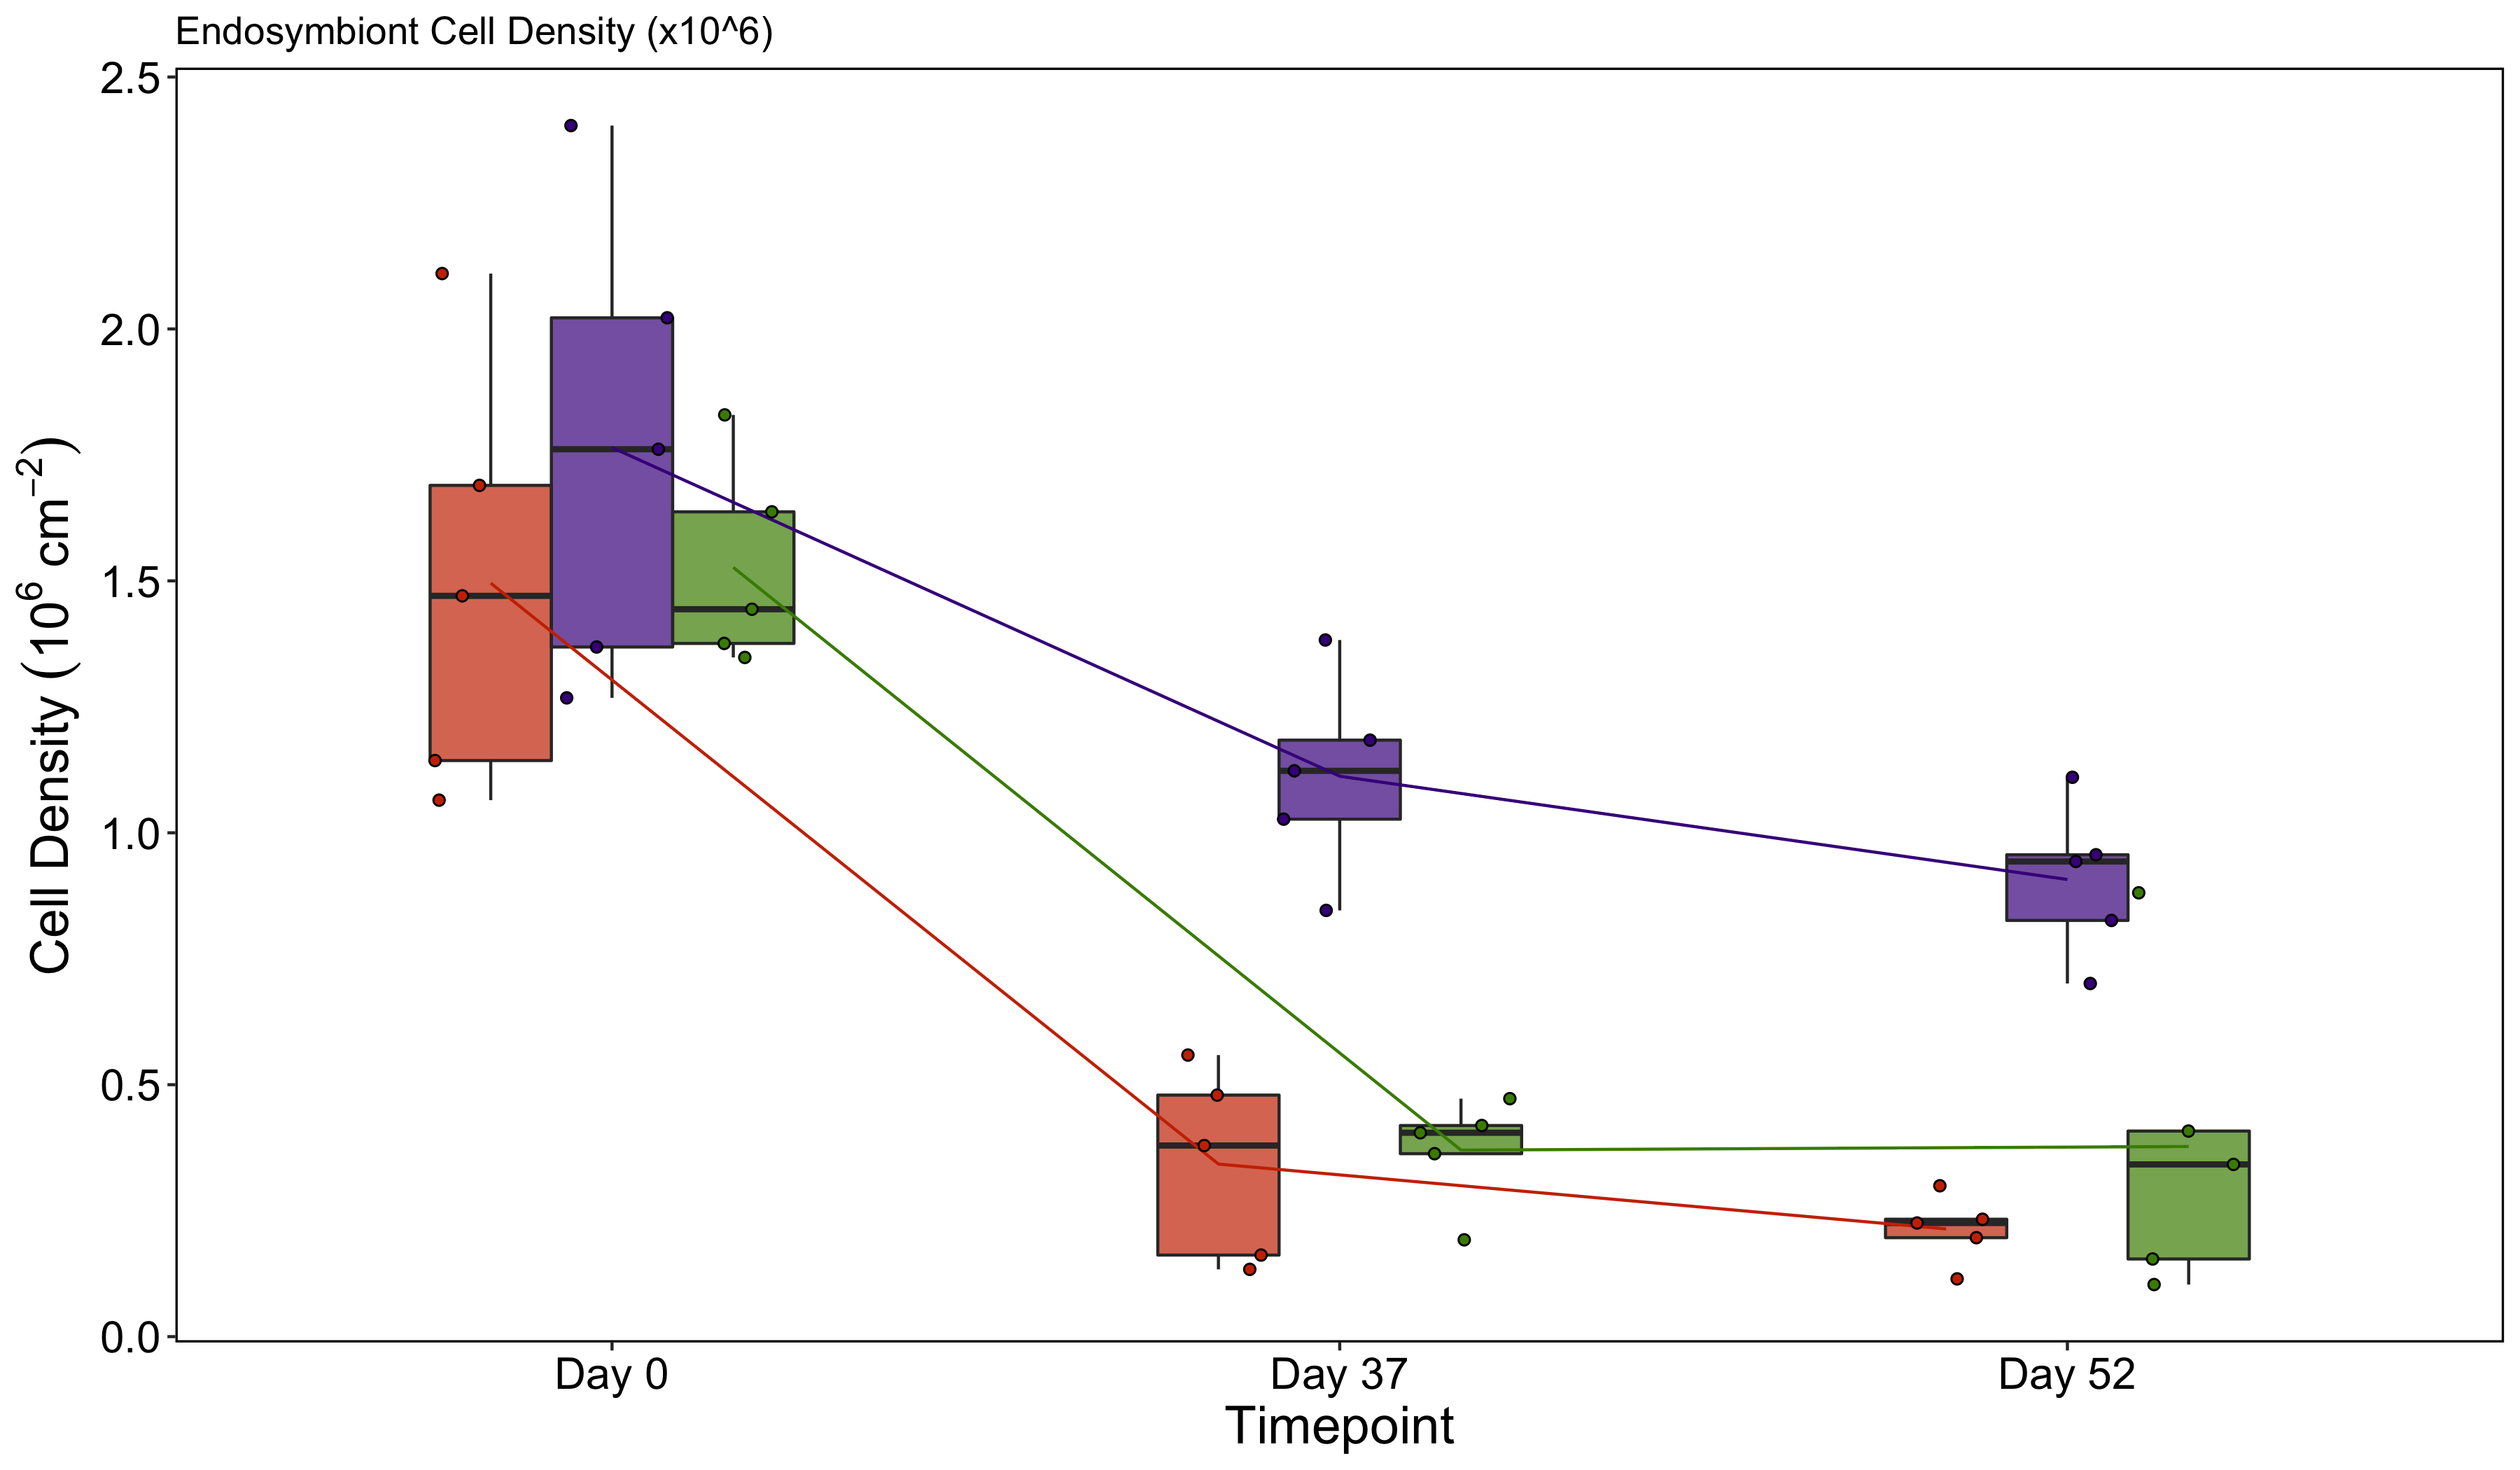 Endosymbiont Cell Density (x10^6)
Cell Density (10⁶ cm⁻²)
2.5
2.0
1.5
1.0
0.5
0.0
Day 0
Day 37
Day 52
Timepoint